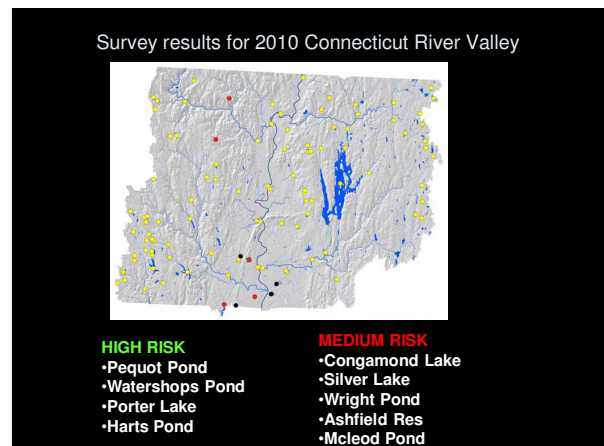 Survey results for 2010 Connecticut River Valley
HIGH RISK
•Pequot Pond
•Watershops Pond
•Porter Lake
•Harts Pond
MEDIUM RISK
•Congamond Lake
•Silver Lake
•Wright Pond
•Ashfield Res
•Mcleod Pond